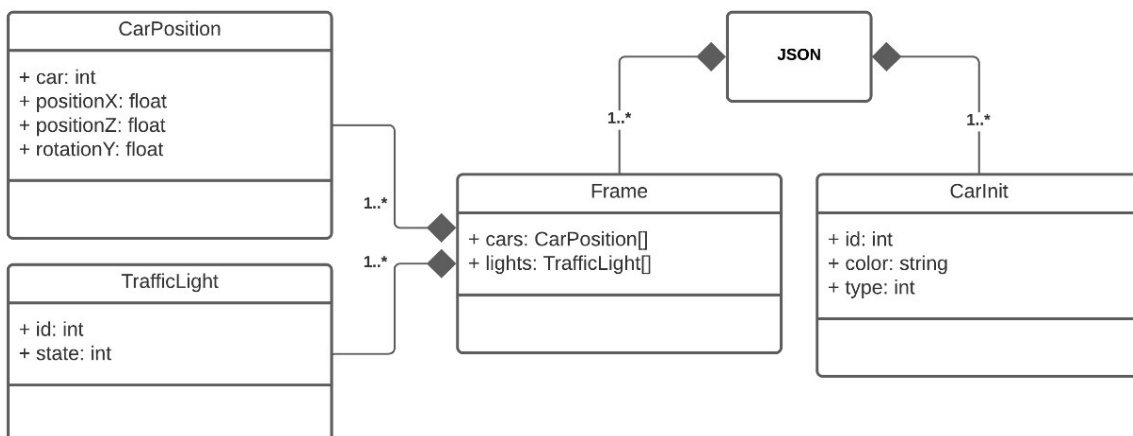 CarPosition
+ car: int
+ positionX: float
+ positionZ: float
+ rotationY: float
JSON
1..*
1..*
1..*
1..*
Frame
+ cars: CarPosition[]
+ lights: TrafficLight[]
CarInit
+ id: int
+ color: string
+ type: int
TrafficLight
+ id: int
+ state: int